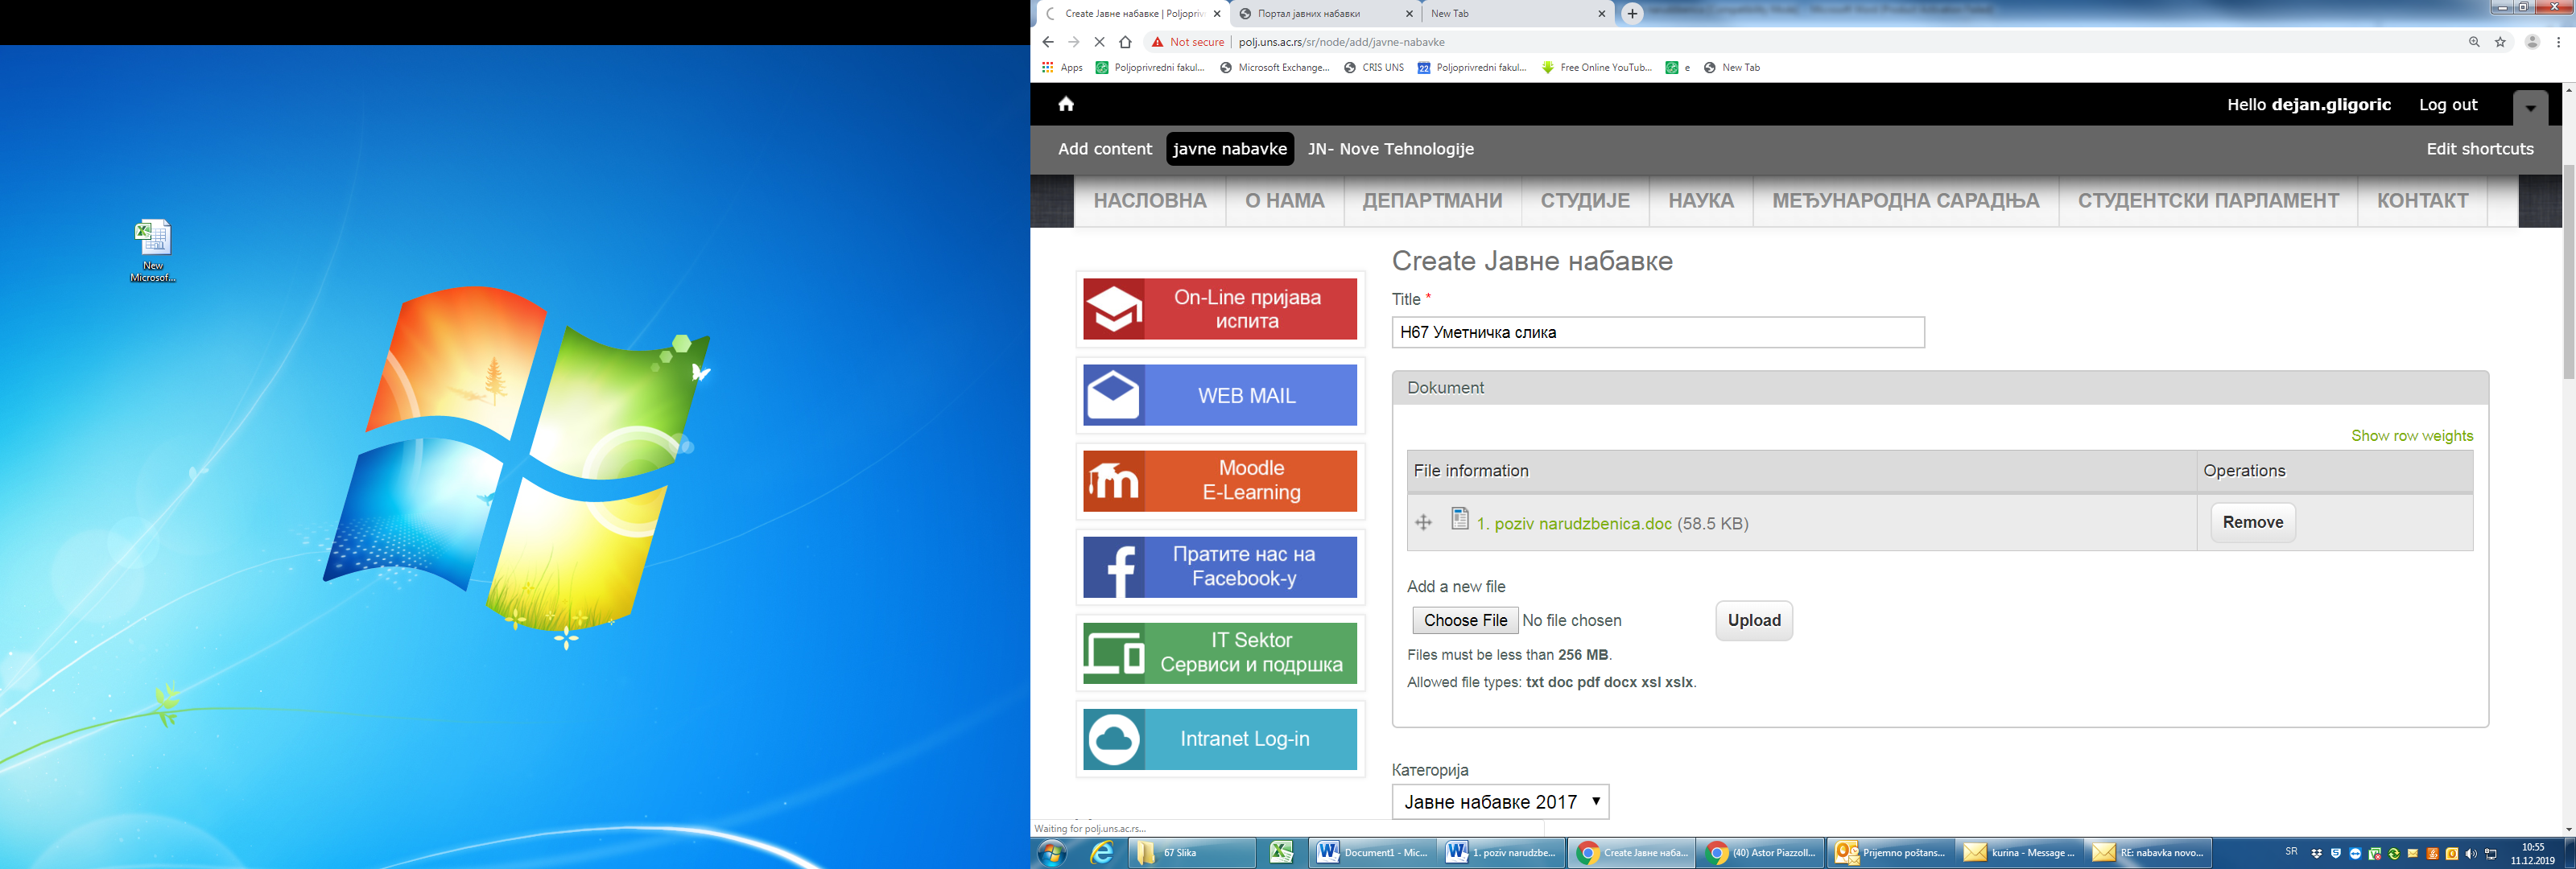 New
Microsof...
Create Јавне набавке | Poljopriv
Портал јавних набавки
New Tab
Not secure
polj.uns.ac.rs/sr/node/add/javne-nabavke
Apps
Poljoprivredni fakul...
Microsoft Exchange...
CRIS UNS
22
Poljoprivredni fakul...
Free Online YouTub...
e
New Tab
Hello dejan.gligoric
Log out
Add content
javne nabavke
JN- Nove Tehnologije
Edit shortcuts
НАСЛОВНА
О НАМА
ДЕПАРТМАНИ
СТУДИЈЕ
НАУКА
МЕЂУНАРОДНА САРАДЊА
СТУДЕНТСКИ ПАРЛАМЕНТ
КОНТАКТ
On-Line пријава
испита
WEB MAIL
Moodle
E-Learning
Пратите нас на
Facebook-у
IT Sektor
Сервиси и подршка
Intranet Log-in
Create Јавне набавке
Title *
Н67 Уметничка слика
Dokument
Show row weights
File information
Operations
1. poziv narudzbenica.doc (58.5 KB)
Remove
Add a new file
Choose File
No file chosen
Upload
Files must be less than 256 MB.
Allowed file types: txt doc pdf docx xsl xslx.
Категорија
Јавне набавке 2017
Waiting for polj.uns.ac.rs...
67 Slika
Document1 - Mic...
1. poziv narudzbe...
Create Јавне наба...
(40) Astor Piazzoll...
Prijemno poštans...
kurina - Message ...
RE: nabavka novo...
SR
10:55
11.12.2019